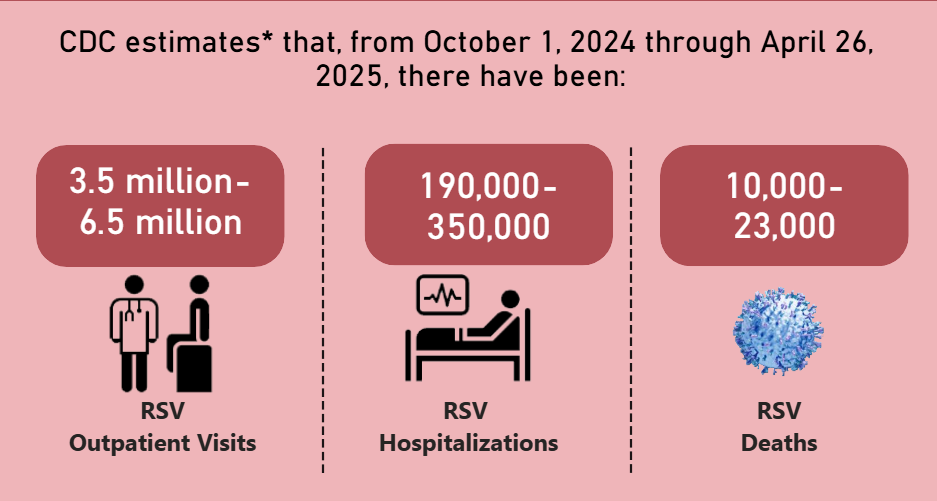 CDC estimates* that, from October 1, 2024 through April 26,
2025, there have been:
3.5 million-
6.5 million
190,000-
350,000
10,000-
23,000
RSV
Outpatient Visits
RSV
Hospitalizations
RSV
Deaths